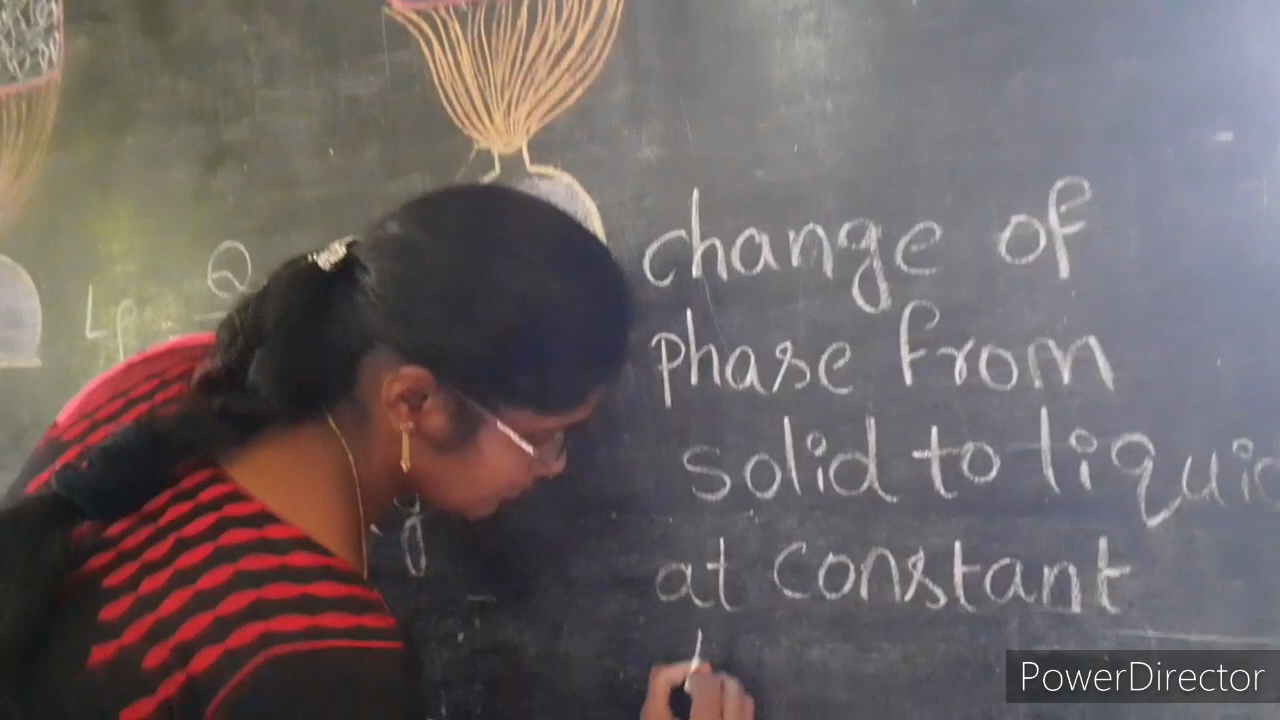 change of
phase from
solid to liquid
at constant
Q
PowerDirector